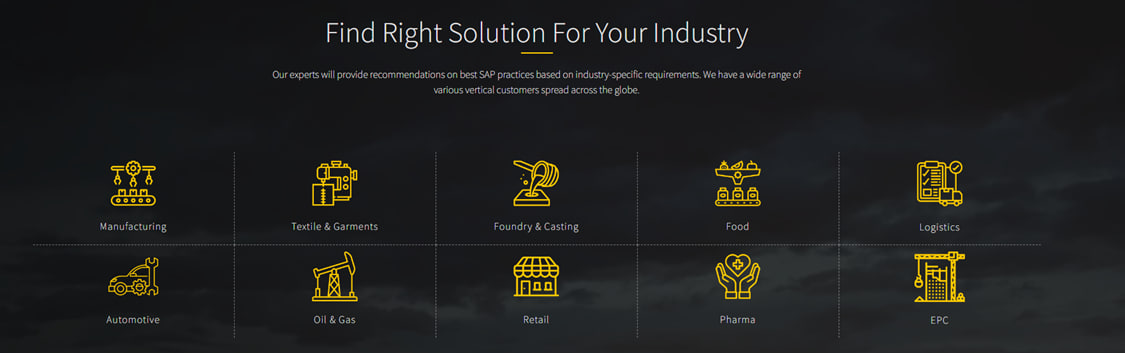 Find Right Solution For Your Industry
Our experts will provide recommendations on best SAP practices based on industry-specific requirements. We have a wide range of
various vertical customers spread across the globe.
Manufacturing
Textile & Garments
Foundry & Casting
Food
Logistics
Automotive
Oil & Gas
Retail
Pharma
EPC